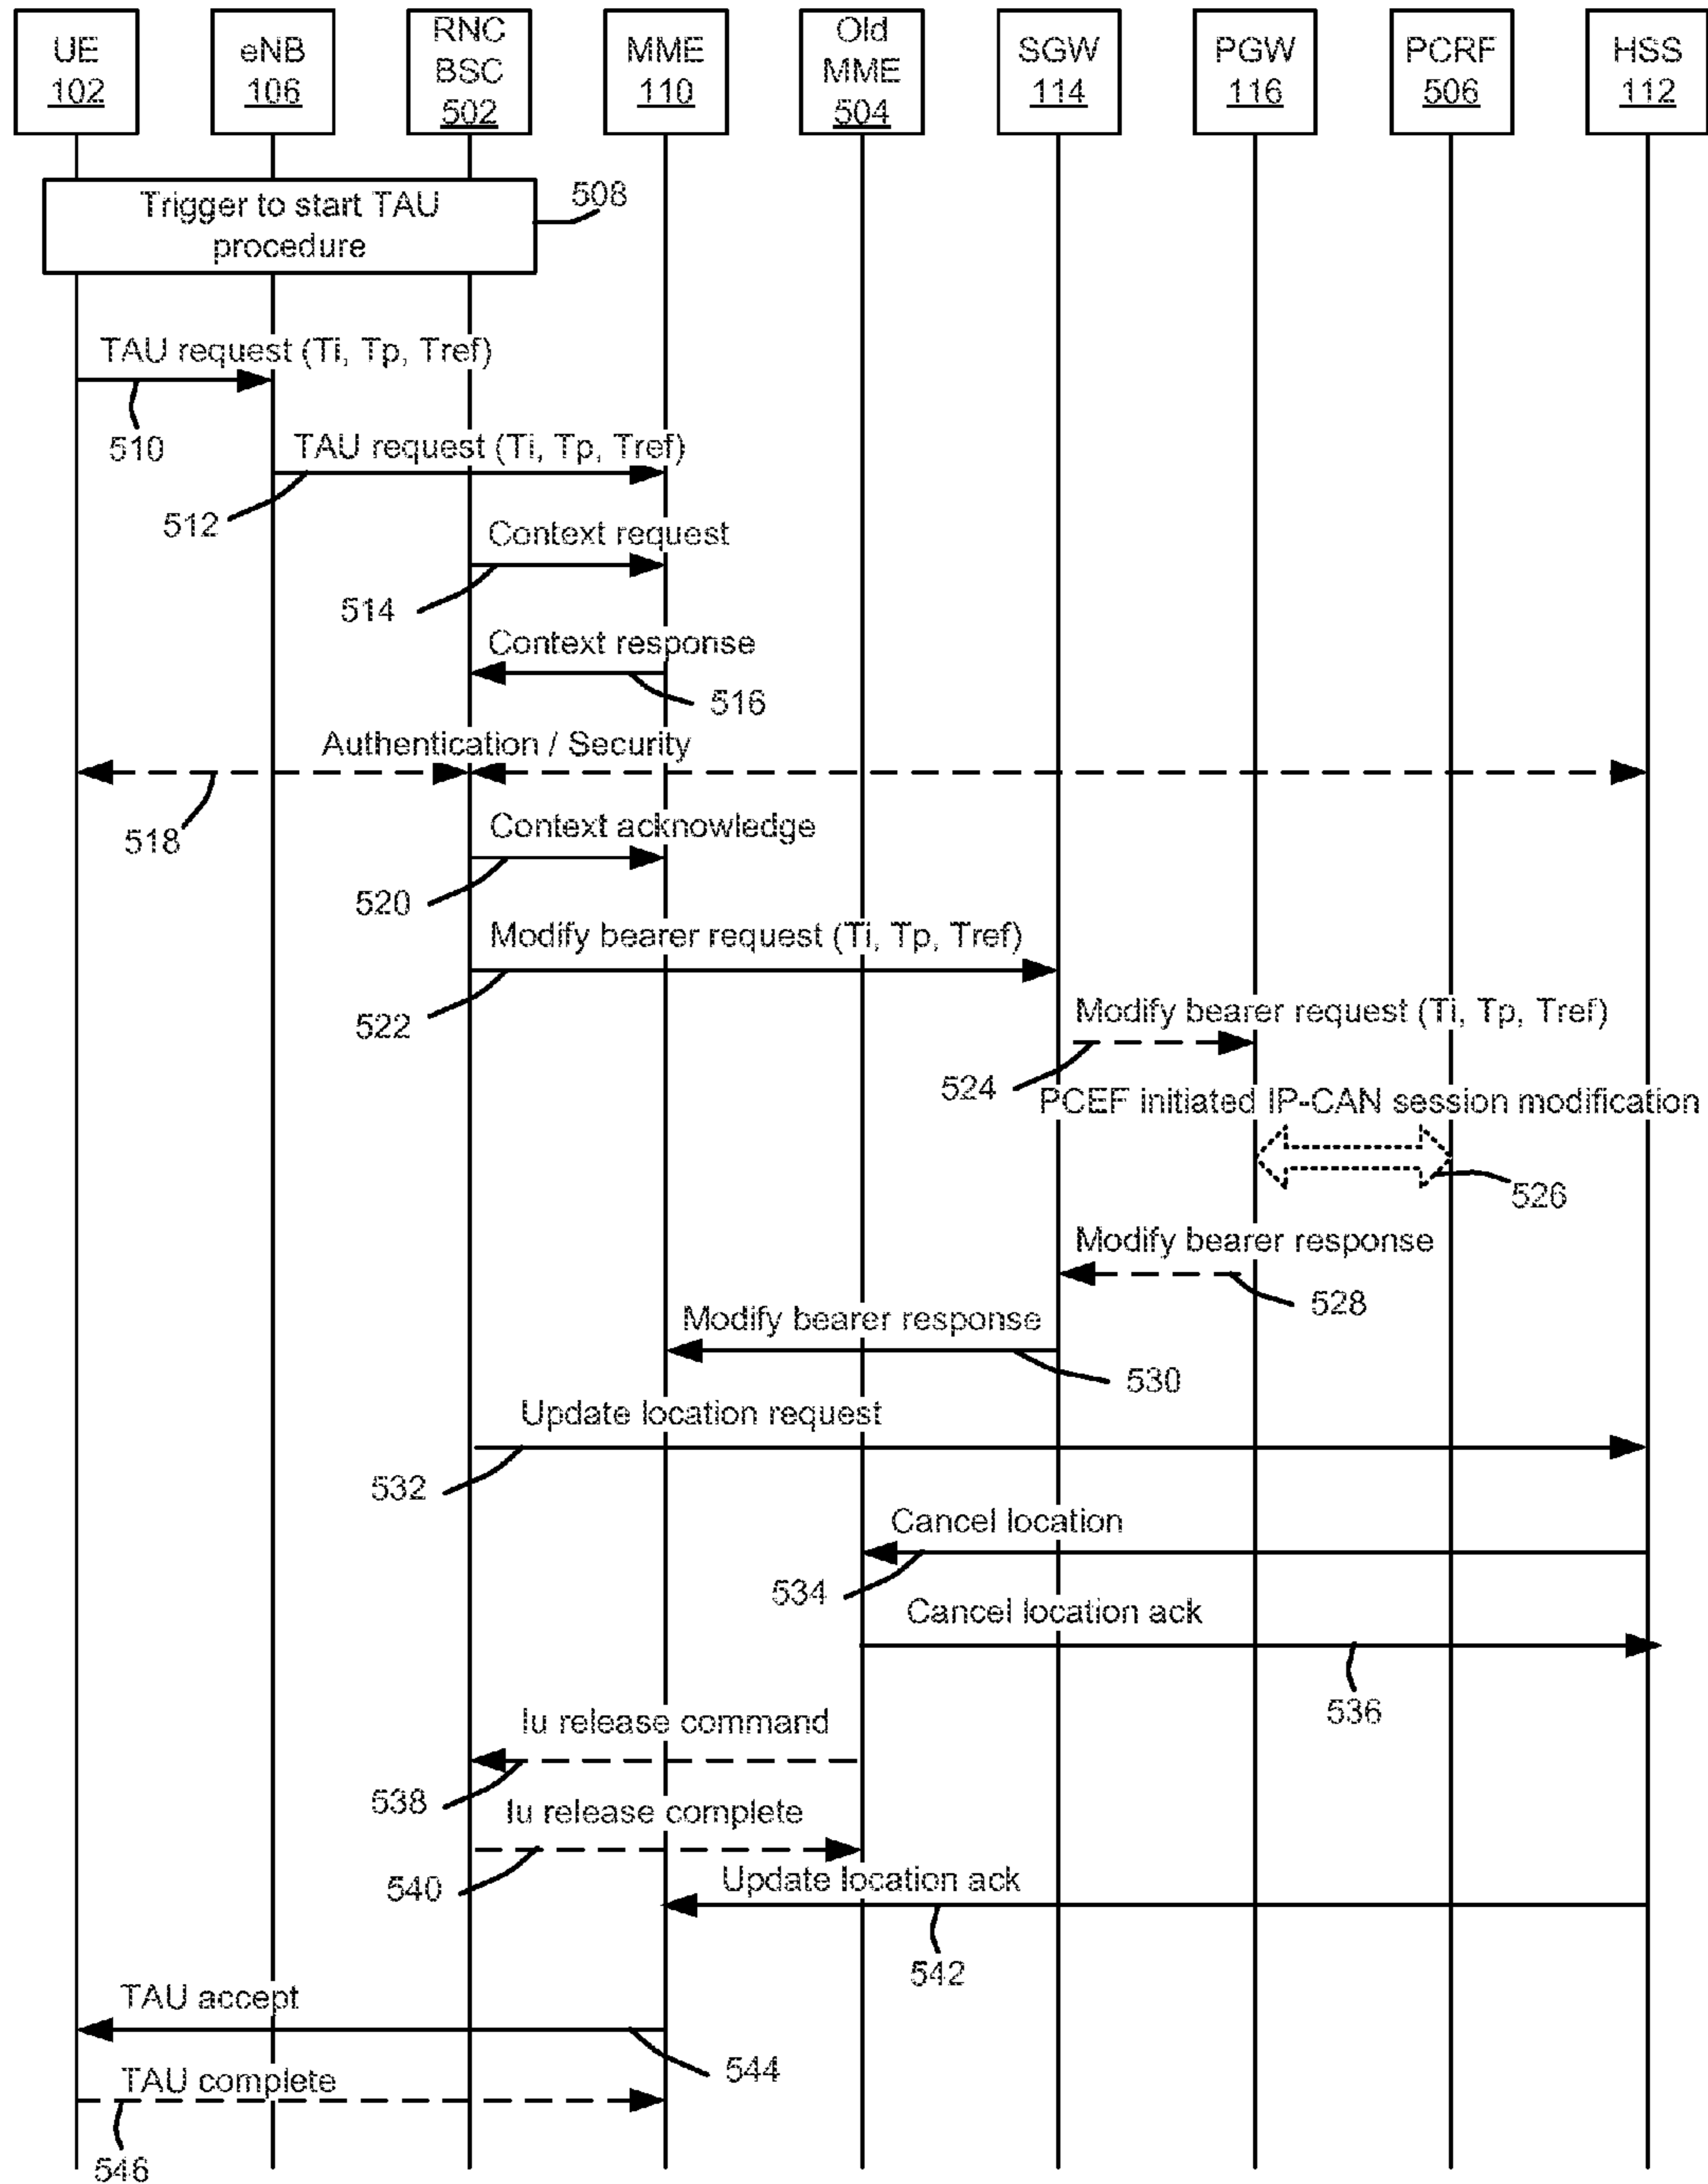 UE
102
eNB
106
RNC
BSC
502
MME
110
Old
MME
504
SGW
114
PGW
116
PCRF
506
HSS
112
Trigger to start TAU
procedure
508
TAU request (Ti, Tp, Tref)
510
TAU request (Ti, Tp, Tref)
512
Context request
514
Context response
516
Authentication / Security
518
Context acknowledge
520
Modify bearer request (Ti, Tp, Tref)
522
Modify bearer request (Ti, Tp, Tref)
524
PCEF initiated IP-CAN session modification
526
Modify bearer response
528
Modify bearer response
530
Update location request
532
Cancel location
534
Cancel location ack
536
Iu release command
538
Iu release complete
540
Update location ack
542
TAU accept
544
TAU complete
546